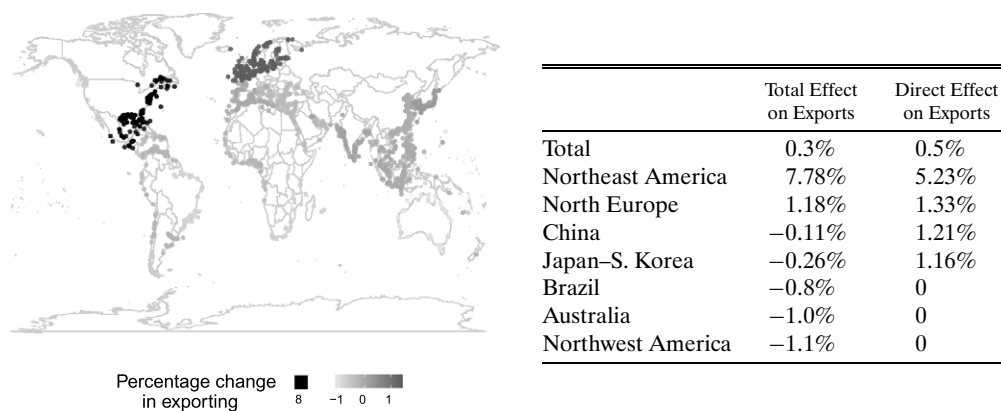 Percentage change
in exporting
8
−1 0 1
Total Effect Direct Effect
on Exports on Exports
Total 0.3% 0.5%
Northeast America 7.78% 5.23%
North Europe 1.18% 1.33%
China −0.11% 1.21%
Japan–S. Korea −0.26% 1.16%
Brazil −0.8% 0
Australia −1.0% 0
Northwest America −1.1% 0